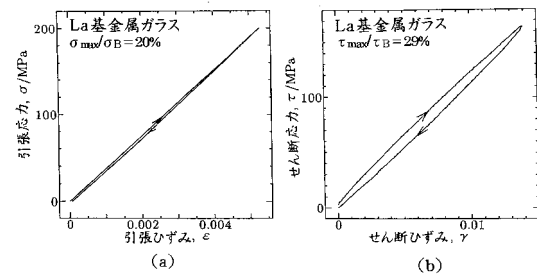 La基金属ガラス
σmax/σB=20%
引張応力, σ/MPa
200
100
0
0
0.002
0.004
引張ひずみ, ε
(a)
La基金属ガラス
τmax/τB=29%
せん断応力, τ/MPa
100
0
0
0.01
せん断ひずみ, γ
(b)